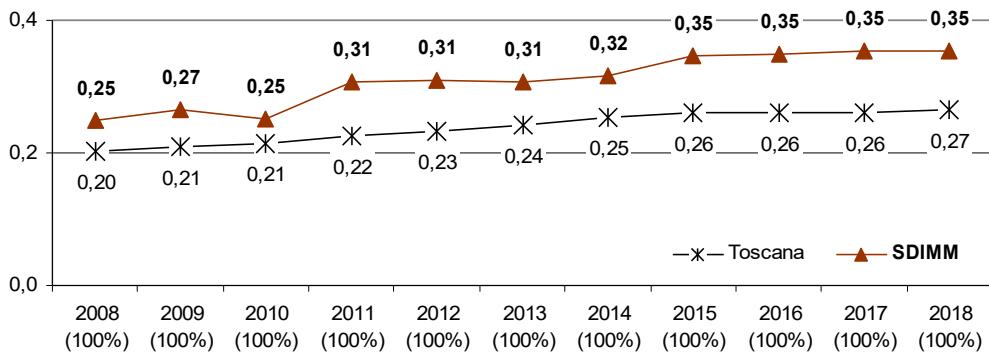 0,4
0,35 0,35 0,35 0,35
0,31 0,31 0,31 0,32
0,25 0,27 0,25
0,2
0,20 0,21 0,21 0,22 0,23 0,24 0,25 0,26 0,26 0,26 0,27
Toscana SDIMM
0,0
2008 2009 2010 2011 2012 2013 2014 2015 2016 2017 2018
(100%) (100%) (100%) (100%) (100%) (100%) (100%) (100%) (100%) (100%) (100%)